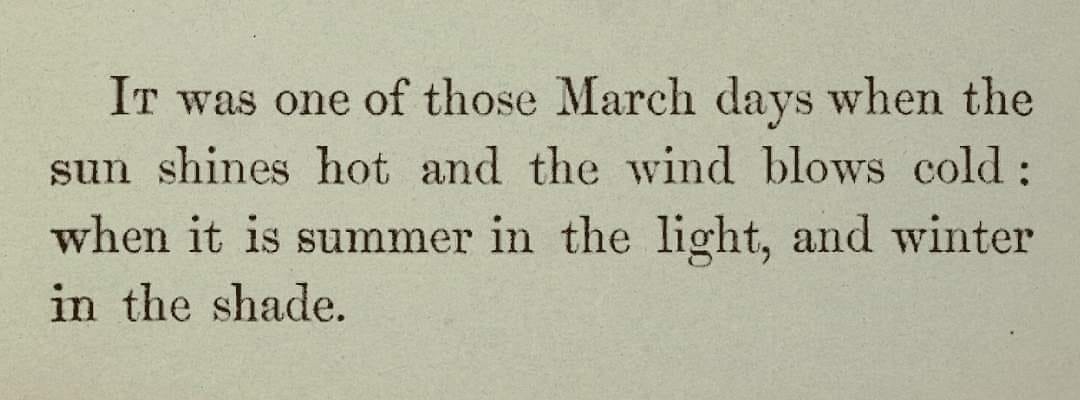 It was one of those March days when the
sun shines hot and the wind blows cold :
when it is summer in the light, and winter
in the shade.